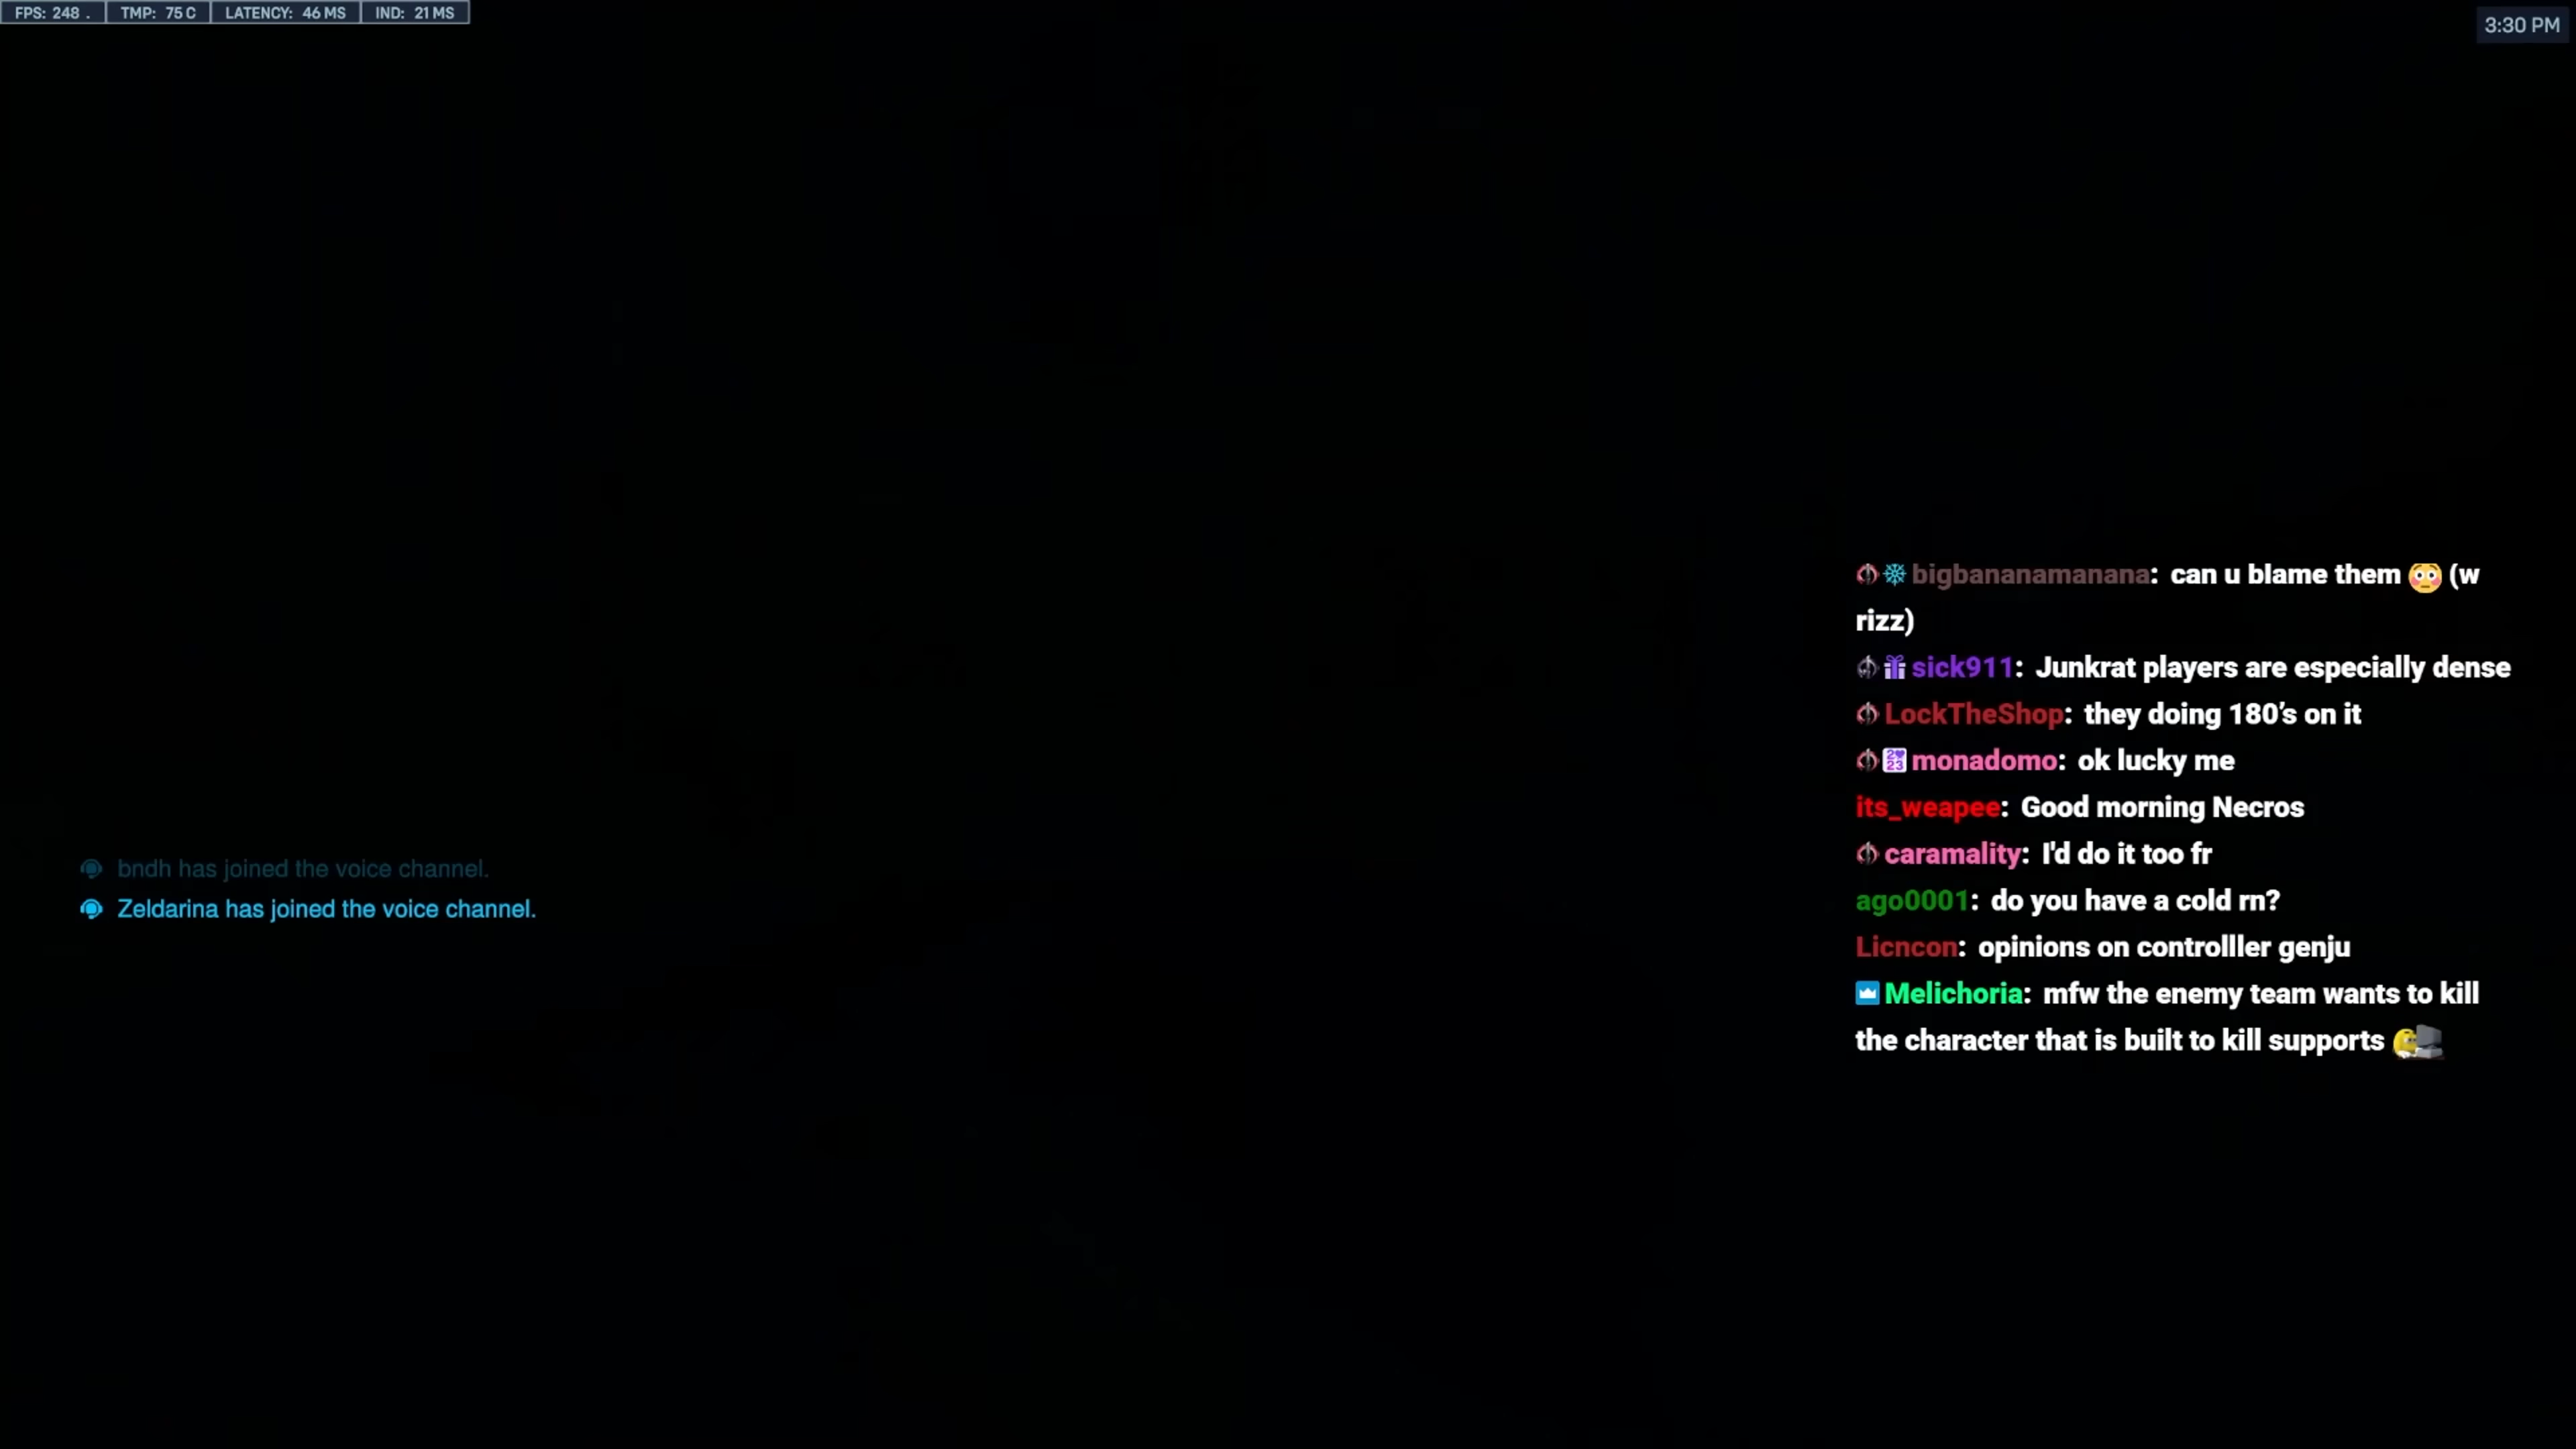 FPS: 248 . TMP: 75 C LATENCY: 46 MS IND: 21 MS
3:30 PM
bigbananamanana: can u blame them 😳 (w
rizz)
sick911: Junkrat players are especially dense
LockTheShop: they doing 180's on it
monadomo: ok lucky me
its_weapee: Good morning Necros
caramality: I'd do it too fr
ago0001: do you have a cold rn?
Licncon: opinions on controlller genju
Melichoria: mfw the enemy team wants to kill
the character that is built to kill supports
bndh has joined the voice channel.
Zeldarina has joined the voice channel.